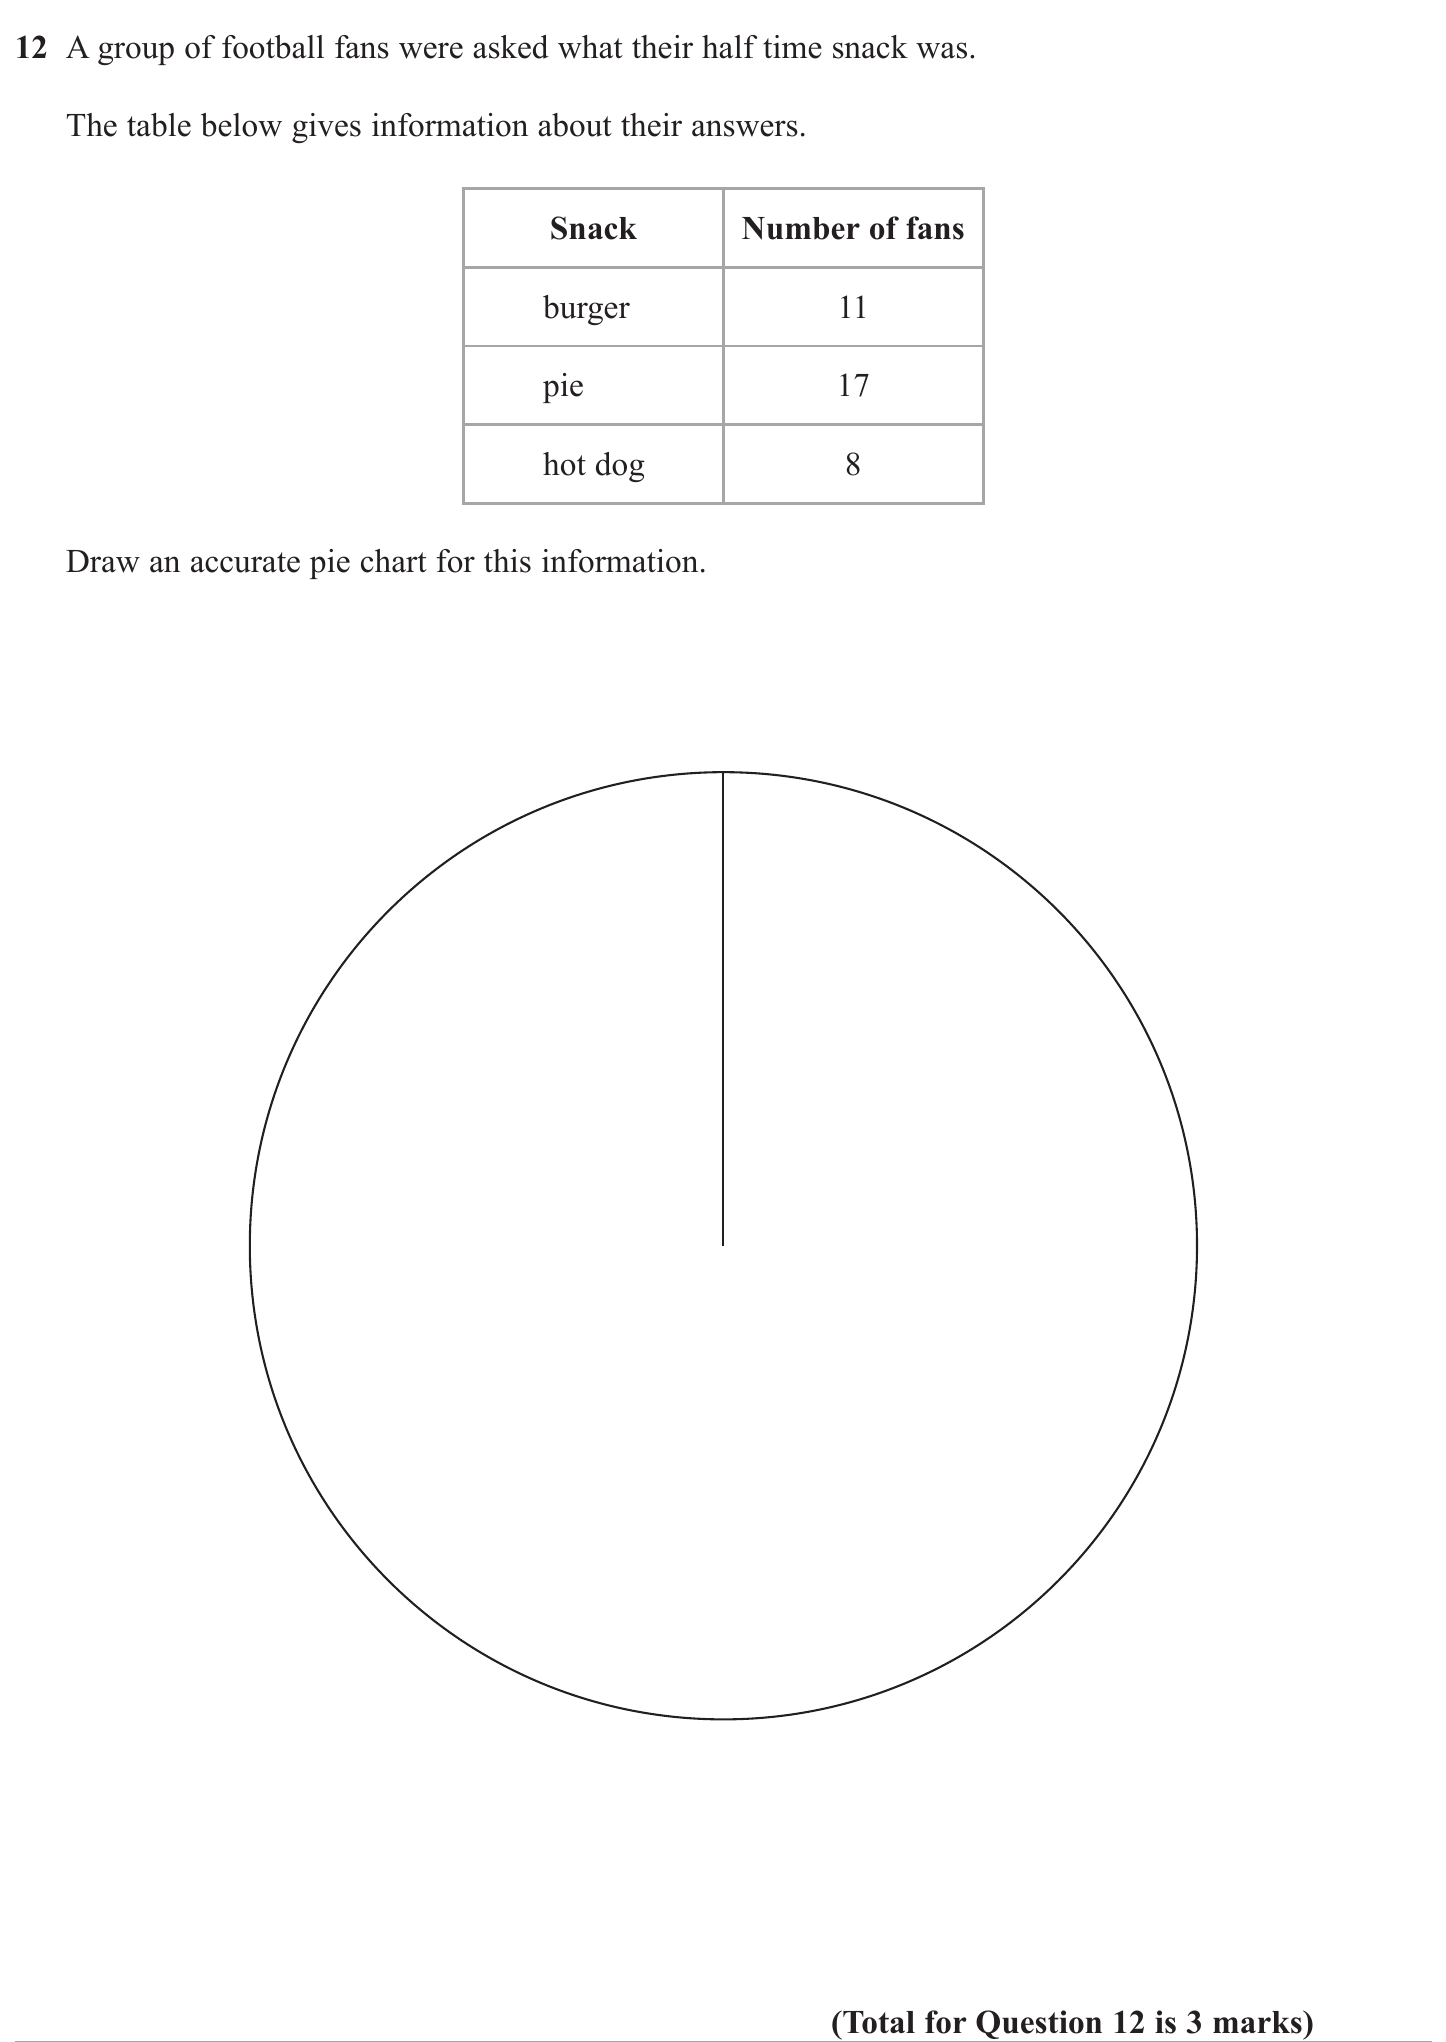 12 A group of football fans were asked what their half time snack was.
The table below gives information about their answers.
Snack Number of fans
burger 11
pie 17
hot dog 8
Draw an accurate pie chart for this information.
(Total for Question 12 is 3 marks)